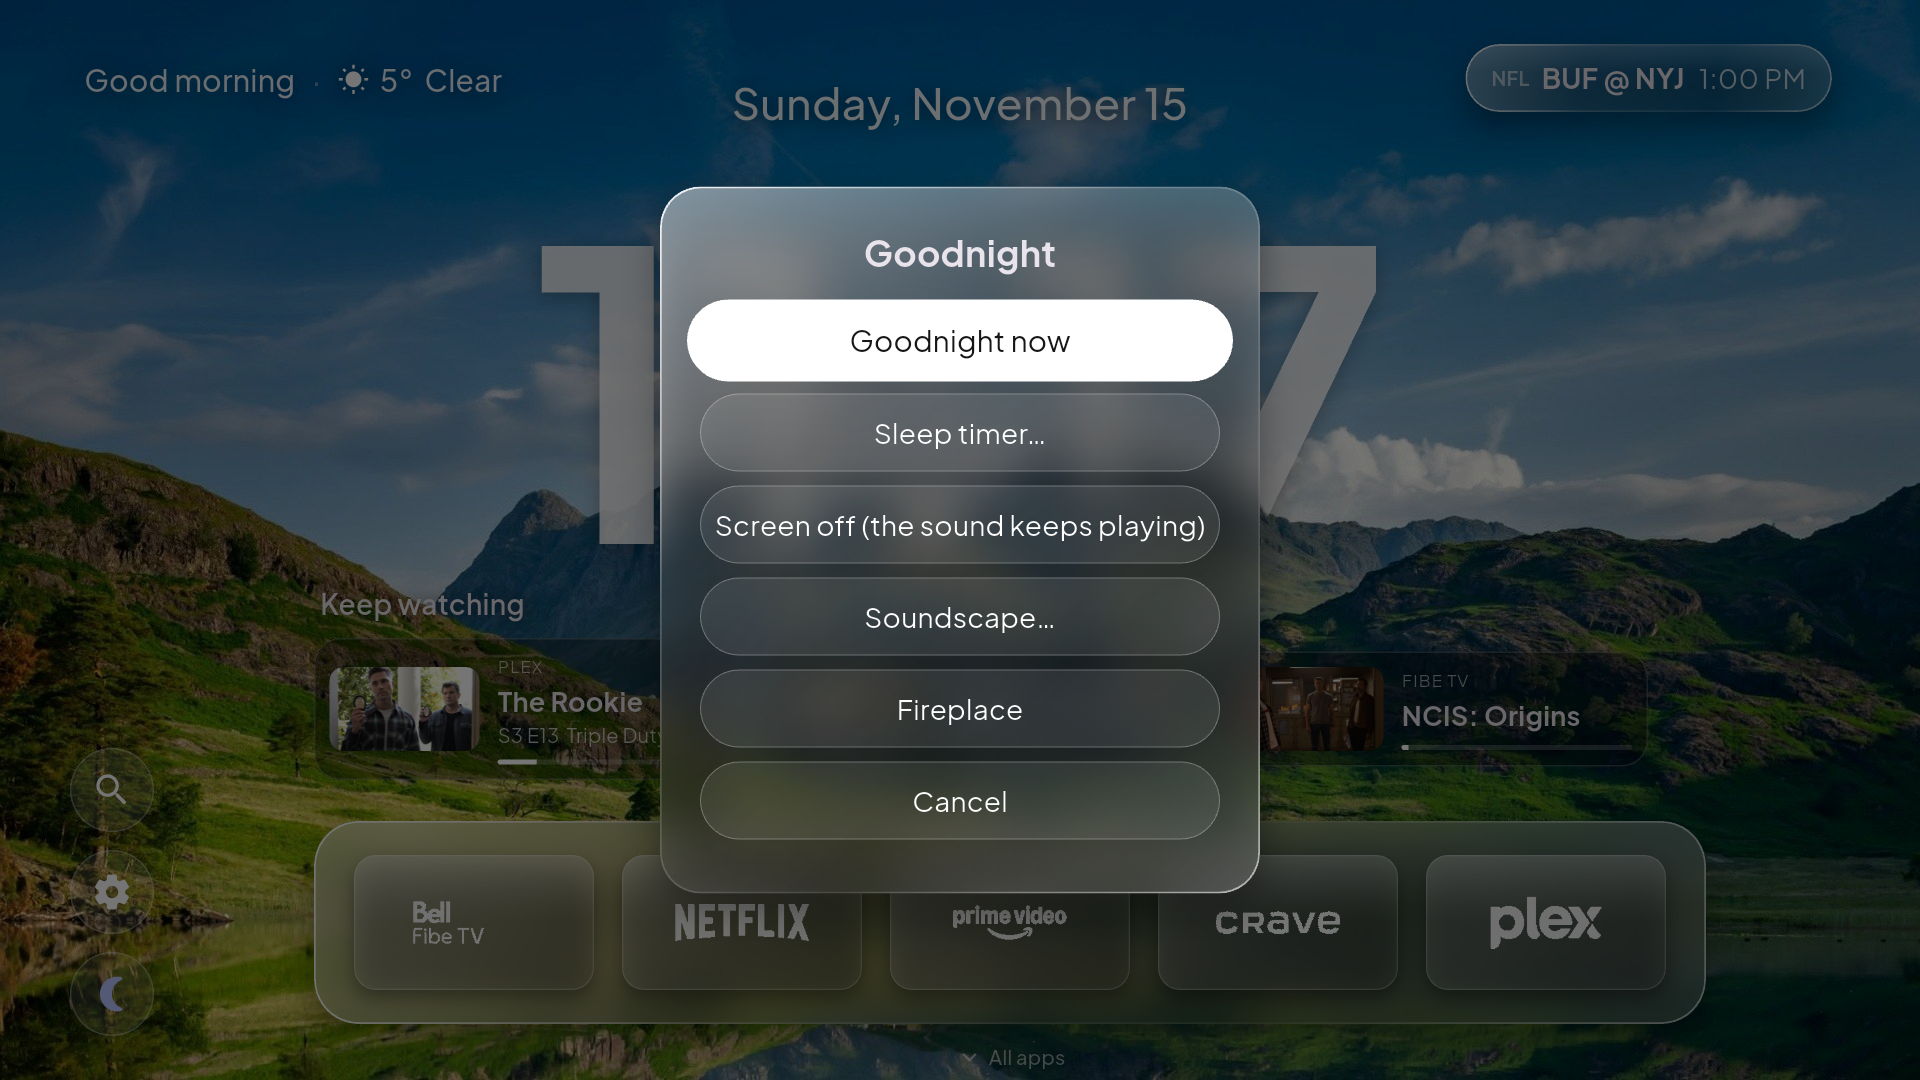 Good morning · 5° Clear
Sunday, November 15
NFL BUF @ NYJ 1:00 PM
Goodnight
Goodnight now
Sleep timer...
Screen off (the sound keeps playing)
Soundscape...
Fireplace
Cancel
Keep watching
PLEX
The Rookie
S3 E13 Triple Duty
FIBE TV
NCIS: Origins
Bell
Fibe TV
NETFLIX
prime video
crave
plex
All apps